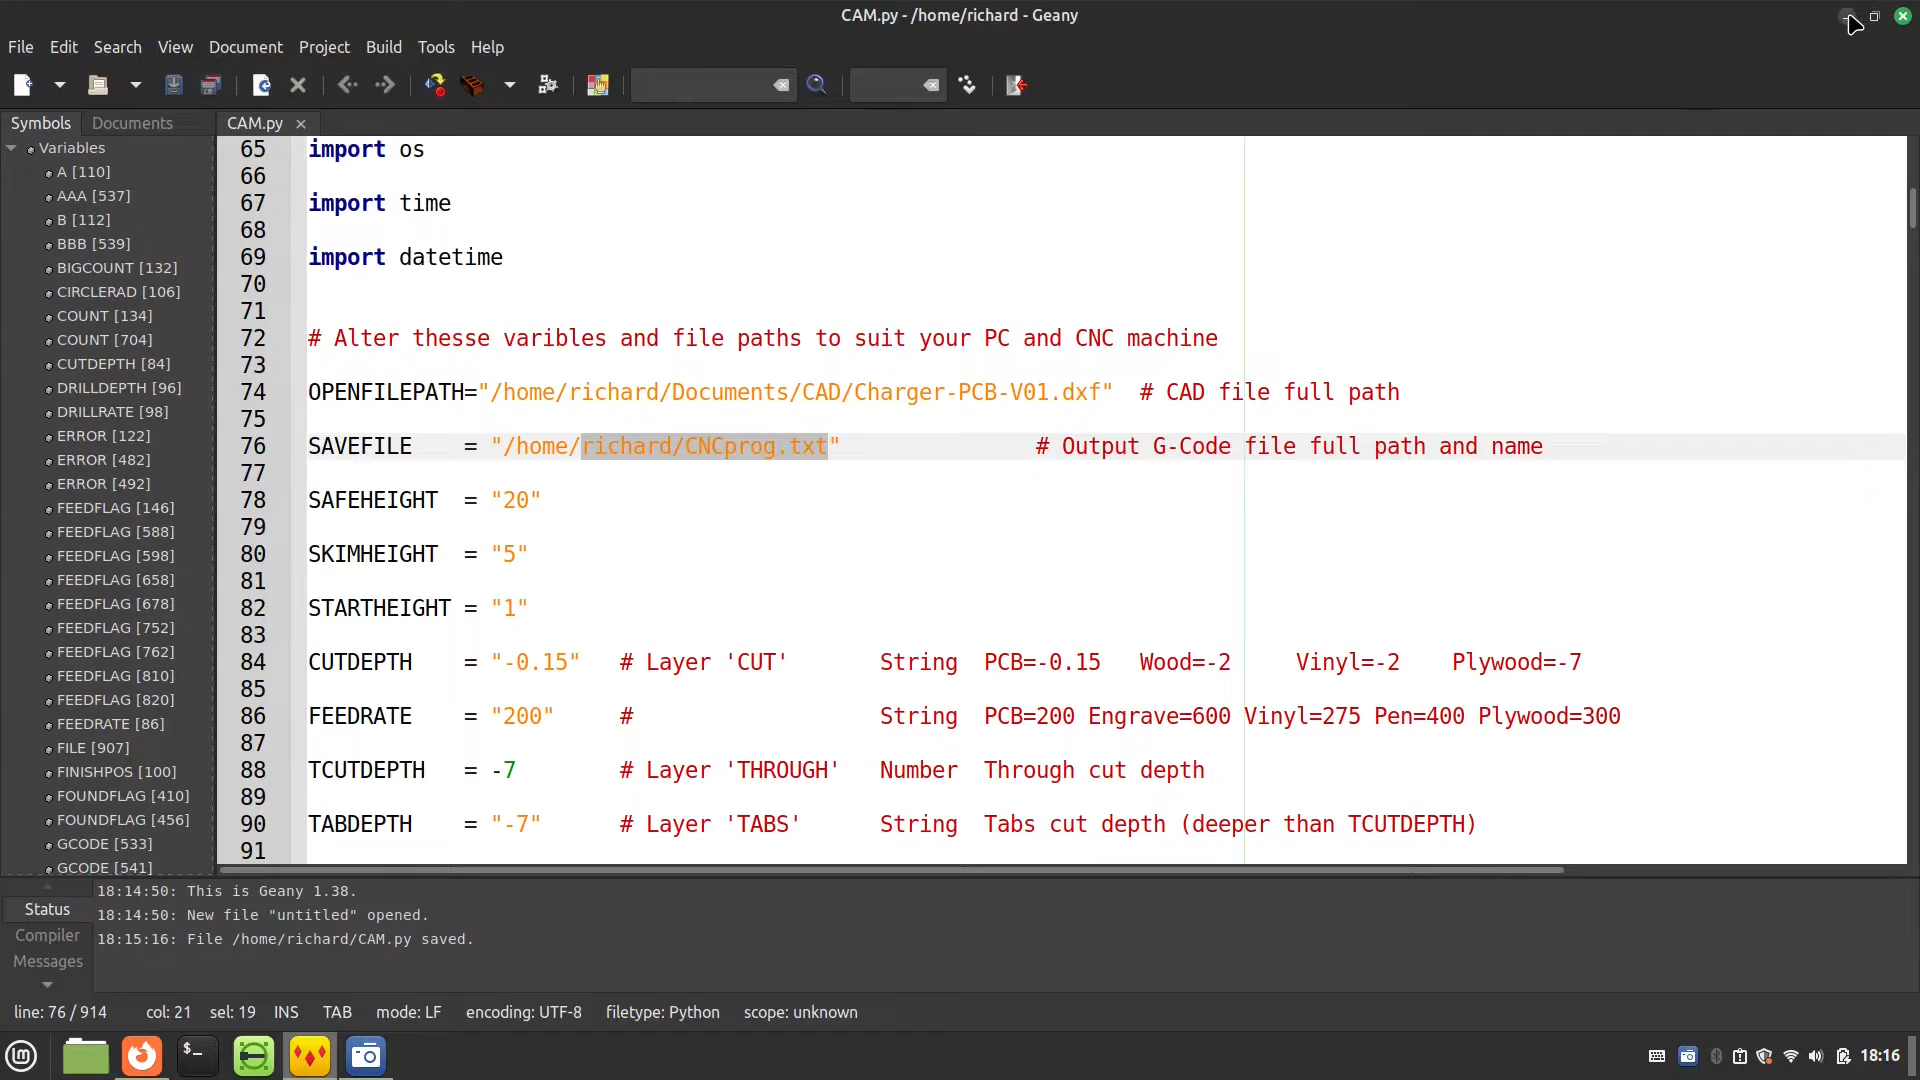 CAM.py - /home/richard - Geany
File Edit Search View Document Project Build Tools Help
Symbols Documents CAM.py
Variables
A [110]
AAA [537]
B [112]
BBB [539]
BIGCOUNT [132]
CIRCLERAD [106]
COUNT [134]
COUNT [704]
CUTDEPTH [84]
DRILLDEPTH [96]
DRILLRATE [98]
ERROR [122]
ERROR [482]
ERROR [492]
FEEDFLAG [146]
FEEDFLAG [588]
FEEDFLAG [598]
FEEDFLAG [658]
FEEDFLAG [678]
FEEDFLAG [752]
FEEDFLAG [762]
FEEDFLAG [810]
FEEDFLAG [820]
FEEDRATE [86]
FILE [907]
FINISHPOS [100]
FOUNDFLAG [410]
FOUNDFLAG [456]
GCODE [533]
GCODE [541]
65 import os
66
67 import time
68
69 import datetime
70
71
72 # Alter thesse varibles and file paths to suit your PC and CNC machine
73
74 OPENFILEPATH="/home/richard/Documents/CAD/Charger-PCB-V01.dxf" # CAD file full path
75
76 SAVEFILE = "/home/richard/CNCprog.txt" # Output G-Code file full path and name
77
78 SAFEHEIGHT = "20"
79
80 SKIMHEIGHT = "5"
81
82 STARTHEIGHT = "1"
83
84 CUTDEPTH = "-0.15" # Layer 'CUT' String PCB=-0.15 Wood=-2 Vinyl=-2 Plywood=-7
85
86 FEEDRATE = "200" # String PCB=200 Engrave=600 Vinyl=275 Pen=400 Plywood=300
87
88 TCUTDEPTH = -7 # Layer 'THROUGH' Number Through cut depth
89
90 TABDEPTH = "-7" # Layer 'TABS' String Tabs cut depth (deeper than TCUTDEPTH)
91
Status
Compiler
Messages
18:14:50: This is Geany 1.38.
18:14:50: New file "untitled" opened.
18:15:16: File /home/richard/CAM.py saved.
line: 76 / 914 col: 21 sel: 19 INS TAB mode: LF encoding: UTF-8 filetype: Python scope: unknown
18:16